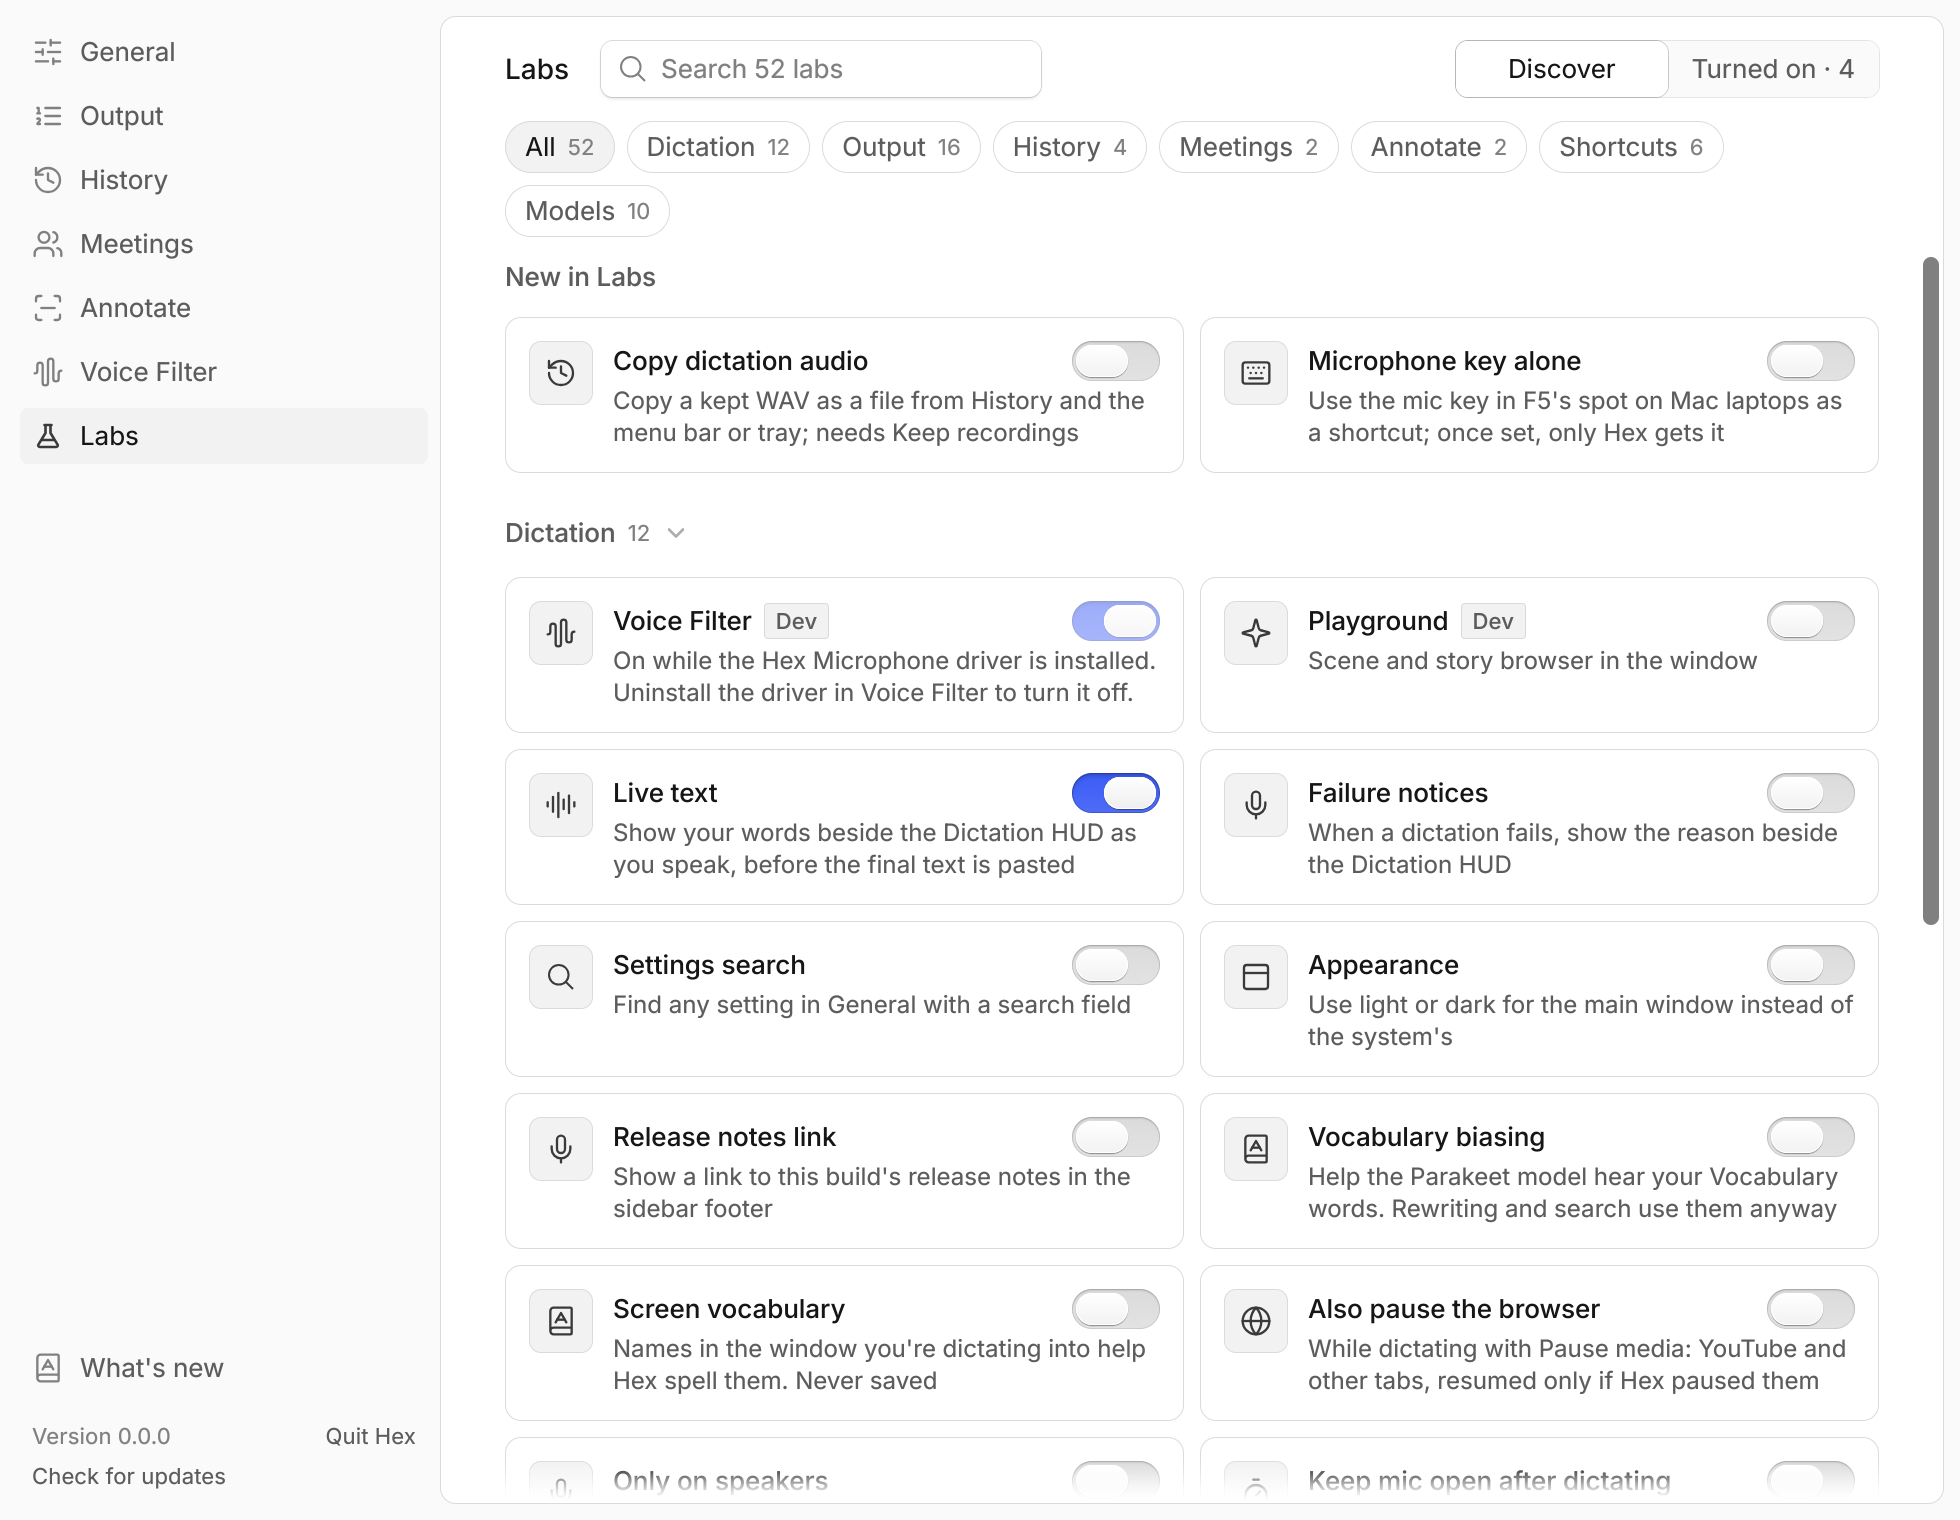 General
Output
History
Meetings
Annotate
Voice Filter
Labs
What's new
Version 0.0.0
Quit Hex
Check for updates
Labs
Search 52 labs
Discover
Turned on · 4
All 52
Dictation 12
Output 16
History 4
Meetings 2
Annotate 2
Shortcuts 6
Models 10
New in Labs
Copy dictation audio
Copy a kept WAV as a file from History and the
menu bar or tray; needs Keep recordings
Microphone key alone
Use the mic key in F5's spot on Mac laptops as
a shortcut; once set, only Hex gets it
Dictation 12
Voice Filter Dev
On while the Hex Microphone driver is installed.
Uninstall the driver in Voice Filter to turn it off.
Playground Dev
Scene and story browser in the window
Live text
Show your words beside the Dictation HUD as
you speak, before the final text is pasted
Failure notices
When a dictation fails, show the reason beside
the Dictation HUD
Settings search
Find any setting in General with a search field
Appearance
Use light or dark for the main window instead of
the system's
Release notes link
Show a link to this build's release notes in the
sidebar footer
Vocabulary biasing
Help the Parakeet model hear your Vocabulary
words. Rewriting and search use them anyway
Screen vocabulary
Names in the window you're dictating into help
Hex spell them. Never saved
Also pause the browser
While dictating with Pause media: YouTube and
other tabs, resumed only if Hex paused them
Only on speakers
Keep mic open after dictating